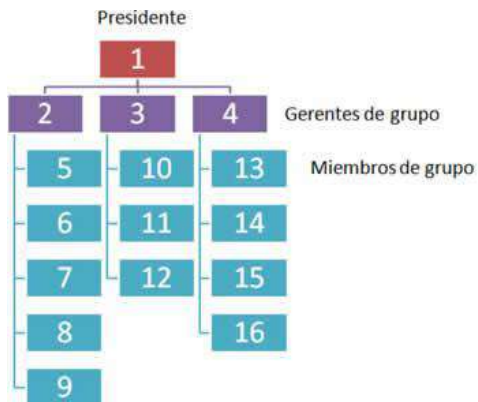 Presidente
1
2 3 4 Gerentes de grupo
5 10 13 Miembros de grupo
6 11 14
7 12 15
8 16
9